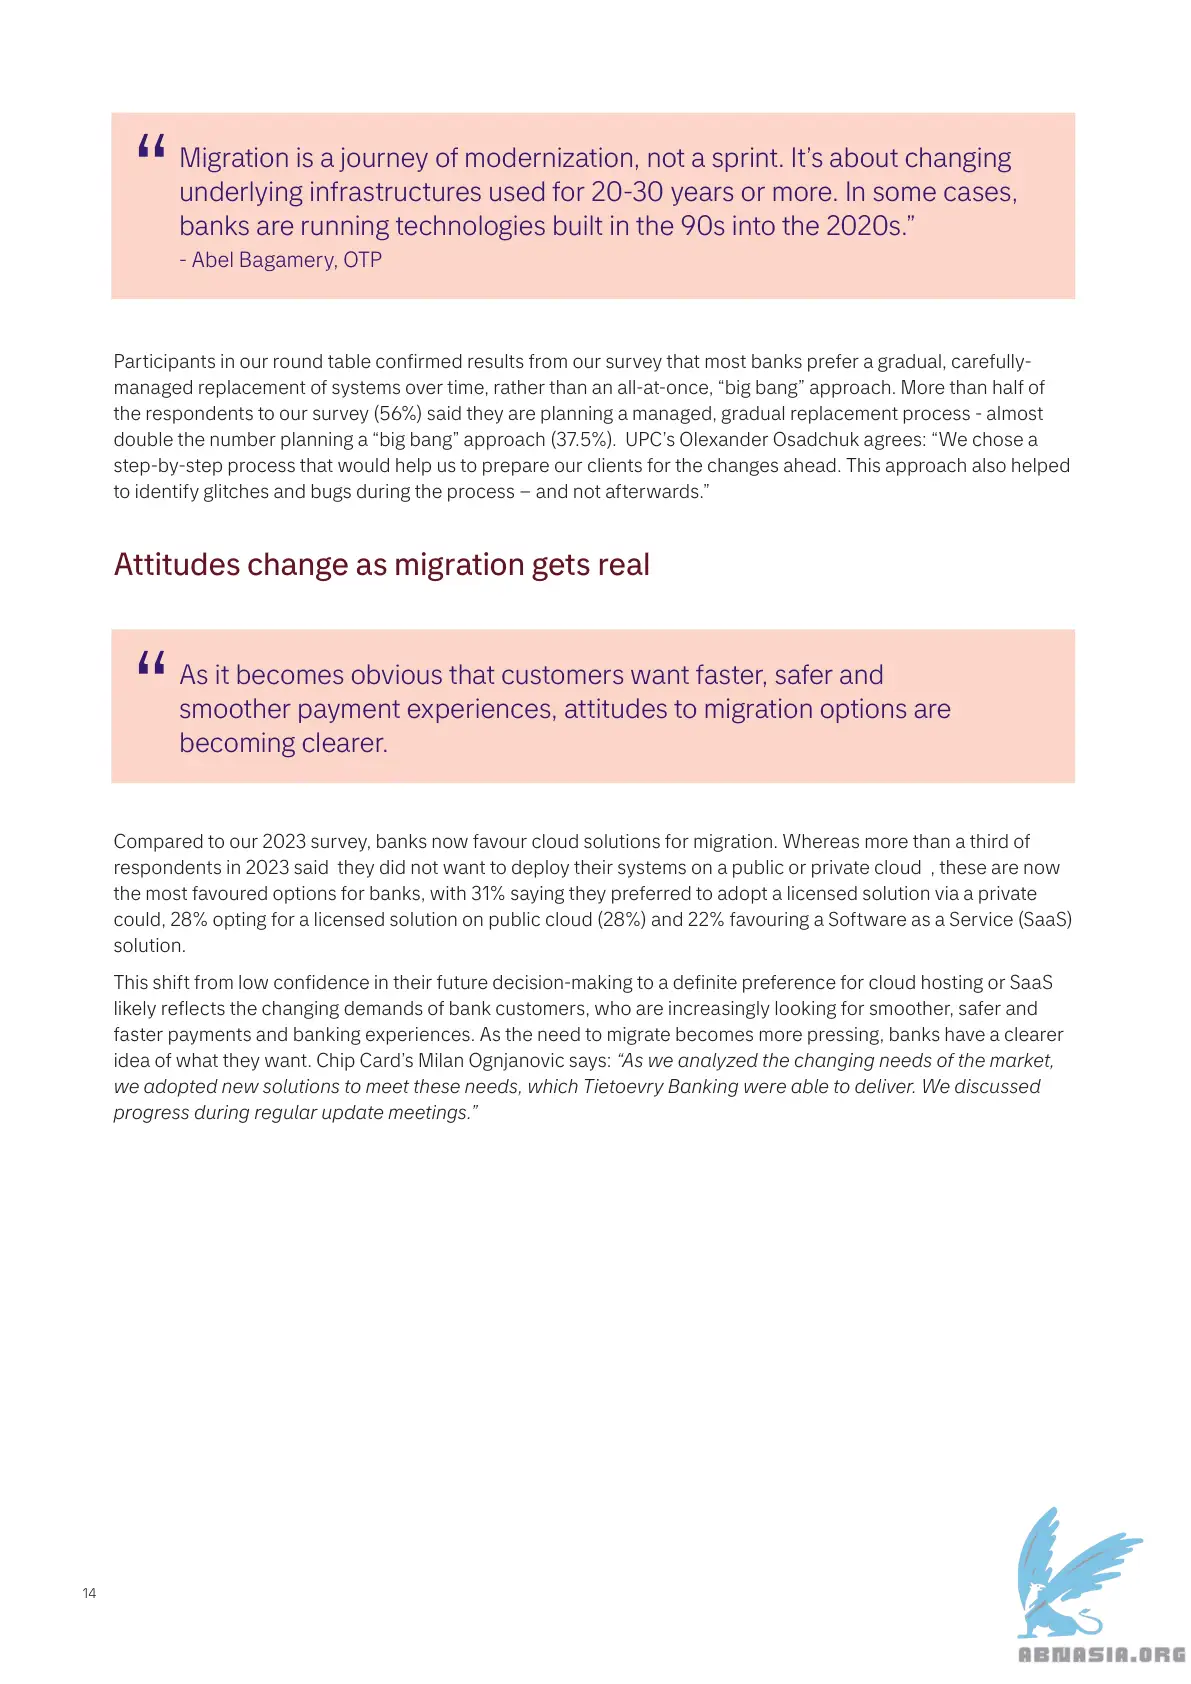 “ Migration is a journey of modernization, not a sprint. It’s about changing
underlying infrastructures used for 20-30 years or more. In some cases,
banks are running technologies built in the 90s into the 2020s.”
- Abel Bagamery, OTP
Participants in our round table confirmed results from our survey that most banks prefer a gradual, carefully-
managed replacement of systems over time, rather than an all-at-once, “big bang” approach. More than half of
the respondents to our survey (56%) said they are planning a managed, gradual replacement process - almost
double the number planning a “big bang” approach (37.5%). UPC’s Olexander Osadchuk agrees: “We chose a
step-by-step process that would help us to prepare our clients for the changes ahead. This approach also helped
to identify glitches and bugs during the process – and not afterwards.”
Attitudes change as migration gets real
“ As it becomes obvious that customers want faster, safer and
smoother payment experiences, attitudes to migration options are
becoming clearer.
Compared to our 2023 survey, banks now favour cloud solutions for migration. Whereas more than a third of
respondents in 2023 said they did not want to deploy their systems on a public or private cloud , these are now
the most favoured options for banks, with 31% saying they preferred to adopt a licensed solution via a private
could, 28% opting for a licensed solution on public cloud (28%) and 22% favouring a Software as a Service (SaaS)
solution.
This shift from low confidence in their future decision-making to a definite preference for cloud hosting or SaaS
likely reflects the changing demands of bank customers, who are increasingly looking for smoother, safer and
faster payments and banking experiences. As the need to migrate becomes more pressing, banks have a clearer
idea of what they want. Chip Card’s Milan Ognjanovic says: “As we analyzed the changing needs of the market,
we adopted new solutions to meet these needs, which Tietoevry Banking were able to deliver. We discussed
progress during regular update meetings.”
14
ABNASIA.ORG